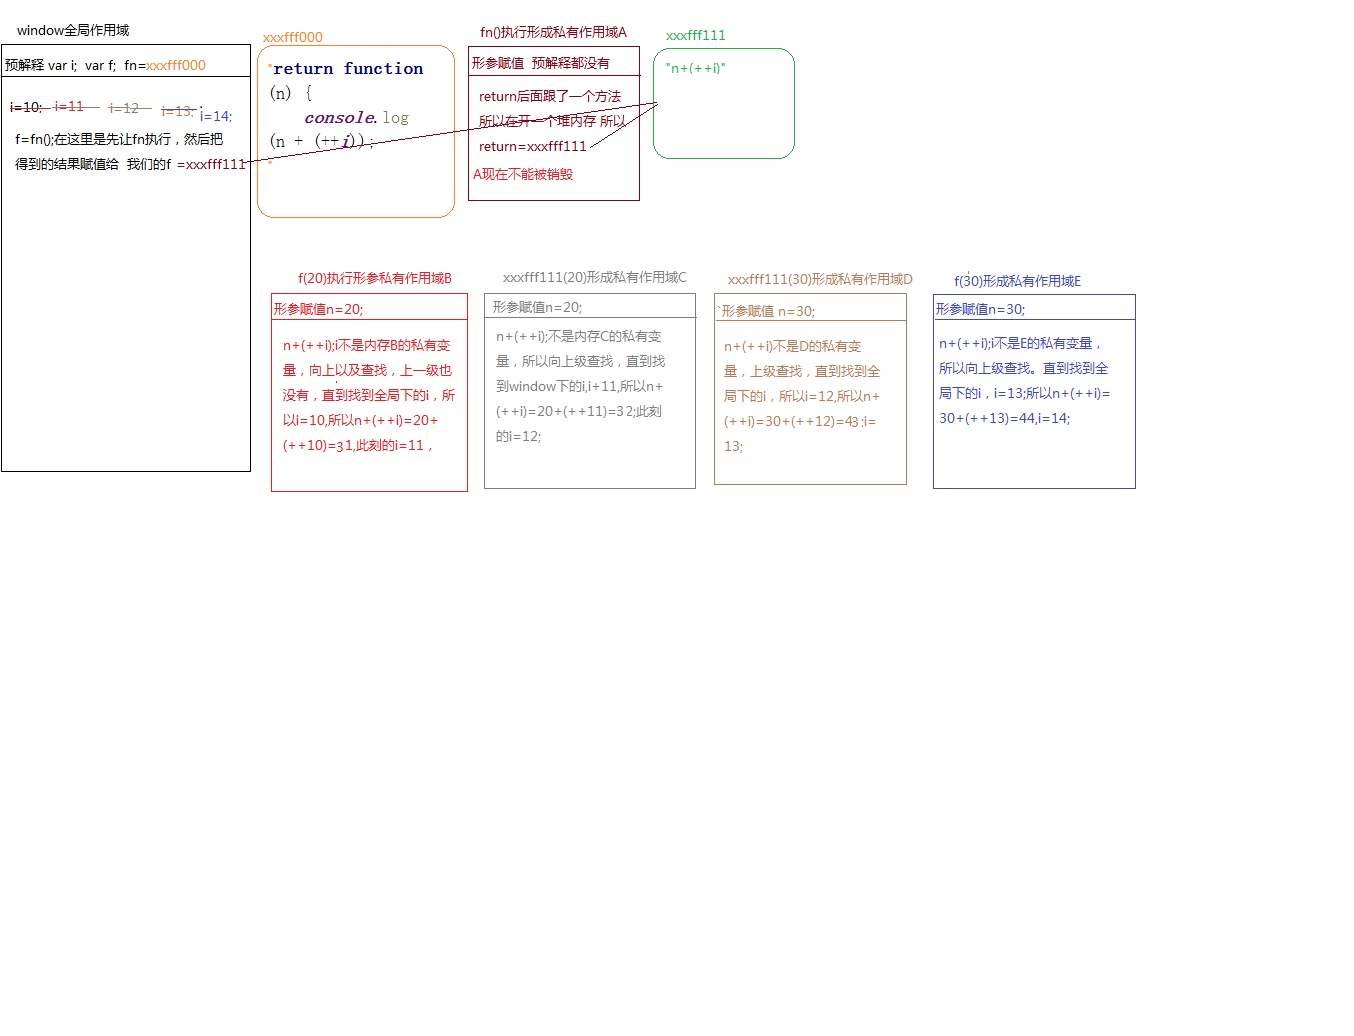 window全局作用域
预解释 var i;  var f;  fn=xxxfff000
i=10; i=11 i=12 i=13; ; i=14;
f=fn();在这里是先让fn执行，然后把
得到的结果赋值给  我们的f  =xxxfff111
xxxfff000
"return function
(n) {
console.log
(n + (++i));
"
fn()执行形成私有作用域A
形参赋值  预解释都没有
return后面跟了一个方法
所以在开一个堆内存 所以
return=xxxfff111
A现在不能被销毁
xxxfff111
"n+(++i)"
f(20)执行形参私有作用域B
形参赋值n=20;
n+(++i);i不是内存B的私有变
量，向上以及查找，上一级也
没有，直到找到全局下的i，所
以i=10,所以n+(++i)=20+
(++10)=31,此刻的i=11，
xxxfff111(20)形成私有作用域C
形参赋值n=20;
n+(++i);不是内存C的私有变
量，所以向上级查找，直到找
到window下的i,i+11,所以n+
(++i)=20+(++11)=32;此刻
的i=12;
xxxfff111(30)形成私有作用域D
`形参赋值 n=30;
n+(++i)不是D的私有变
量，上级查找，直到找到全
局下的i，所以i=12,所以n+
(++i)=30+(++12)=43;i=
13;
f(30)形成私有作用域E
形参赋值n=30;
n+(++i);i不是E的私有变量，
所以向上级查找。直到找到全
局下的i，i=13;所以n+(++i)=
30+(++13)=44,i=14;